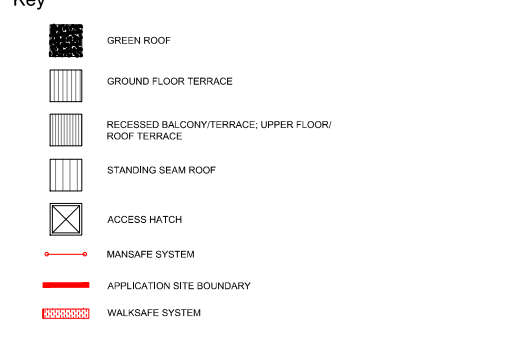 Key
GREEN ROOF
GROUND FLOOR TERRACE
RECESSED BALCONY/TERRACE; UPPER FLOOR/
ROOF TERRACE
STANDING SEAM ROOF
ACCESS HATCH
MANSAFE SYSTEM
APPLICATION SITE BOUNDARY
WALKSAFE SYSTEM